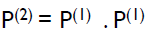 P⁽²⁾ = P⁽¹⁾ . P⁽¹⁾